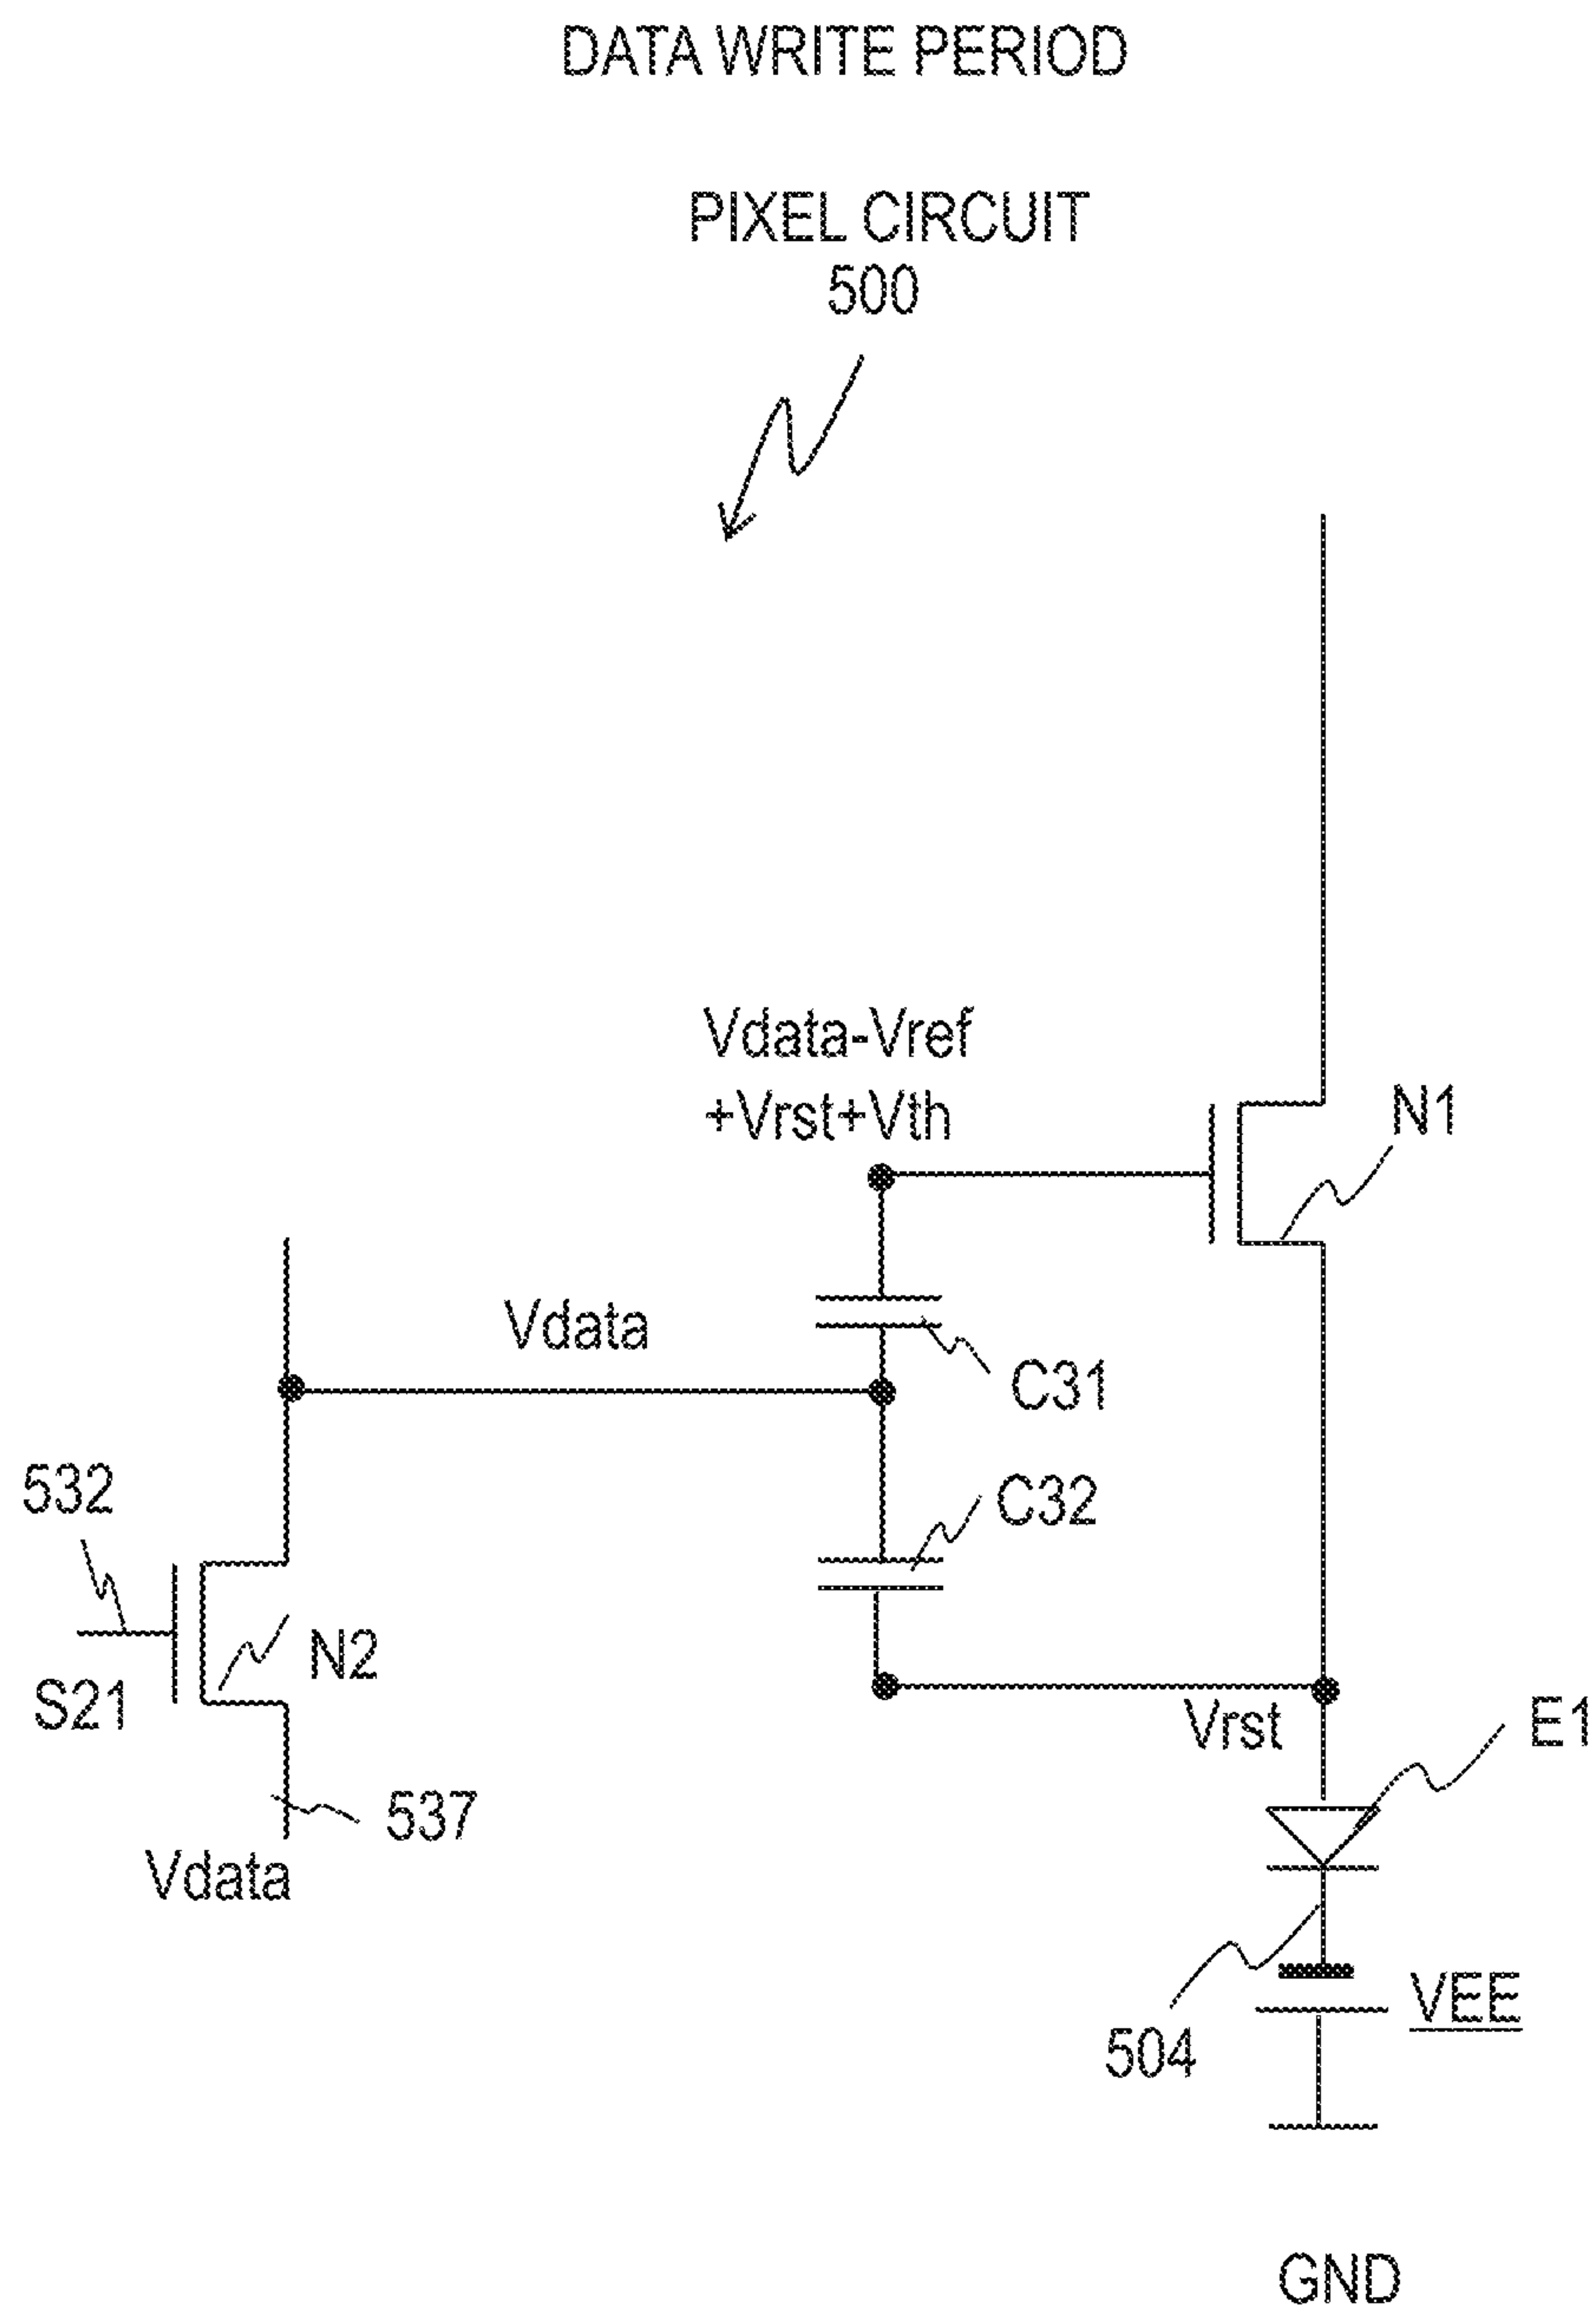 DATA WRITE PERIOD
PIXEL CIRCUIT
500
Vdata-Vref
+Vrst+Vth
N1
Vdata
C31
532
C32
N2
S21
Vrst
E1
537
Vdata
VEE
504
GND